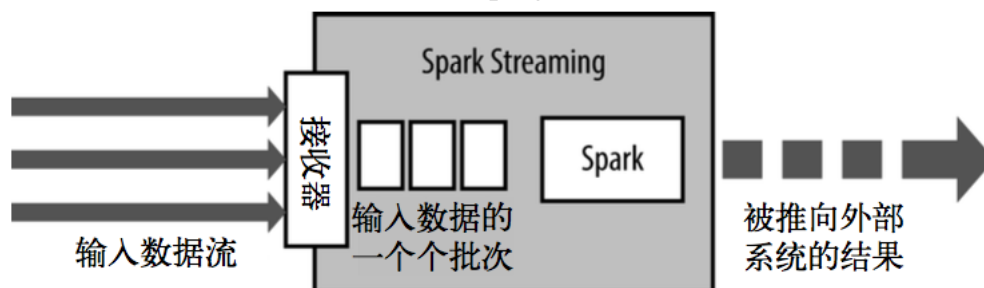 Spark Streaming
接收器
Spark
输入数据的
一个个批次
输入数据流
被推向外部
系统的结果